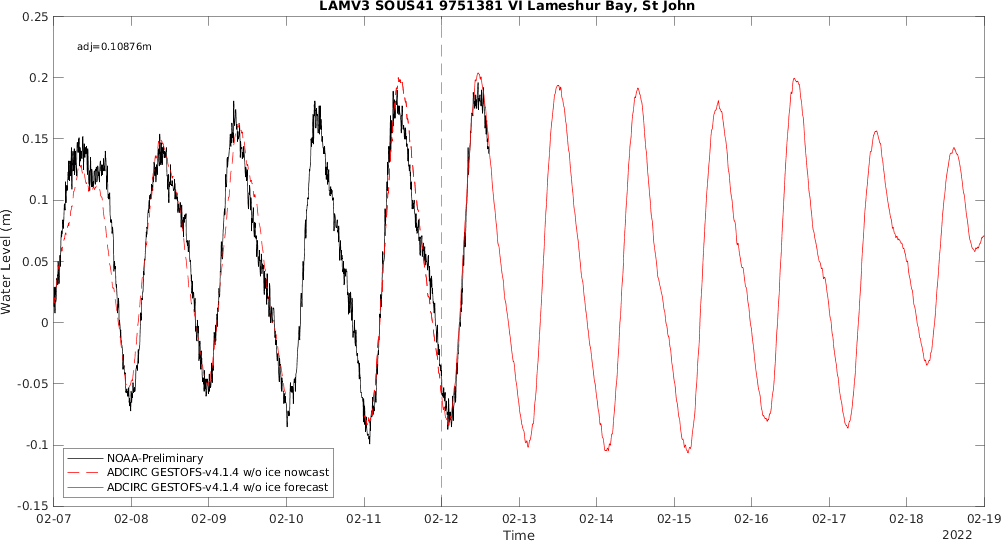 LAMV3 SOUS41 9751381 VI Lameshur Bay, St John
adj=0.10876m
0.25
0.2
0.15
0.1
0.05
0
-0.05
-0.1
-0.15
Water Level (m)
NOAA-Preliminary
ADCIRC GESTOFS-v4.1.4 w/o ice nowcast
ADCIRC GESTOFS-v4.1.4 w/o ice forecast
02-07 02-08 02-09 02-10 02-11 02-12 02-13 02-14 02-15 02-16 02-17 02-18 02-19
Time
2022